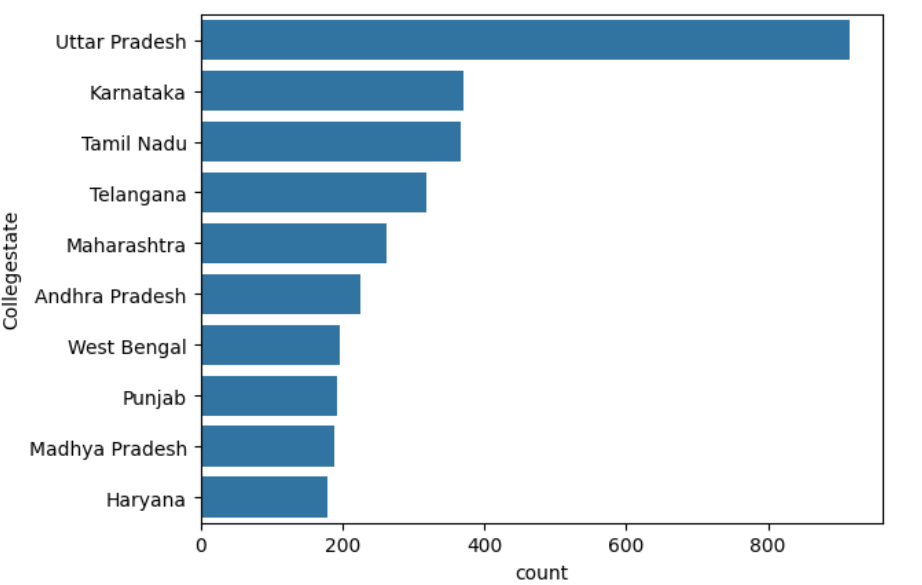 Collegestate
Uttar Pradesh
Karnataka
Tamil Nadu
Telangana
Maharashtra
Andhra Pradesh
West Bengal
Punjab
Madhya Pradesh
Haryana
0 200 400 600 800
count